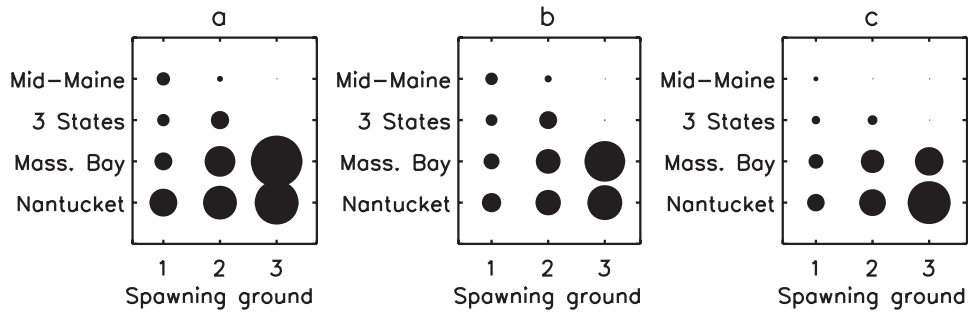 a
b
c
Mid-Maine
3 States
Mass. Bay
Nantucket
1 2 3
Spawning ground
Mid-Maine
3 States
Mass. Bay
Nantucket
1 2 3
Spawning ground
Mid-Maine
3 States
Mass. Bay
Nantucket
1 2 3
Spawning ground